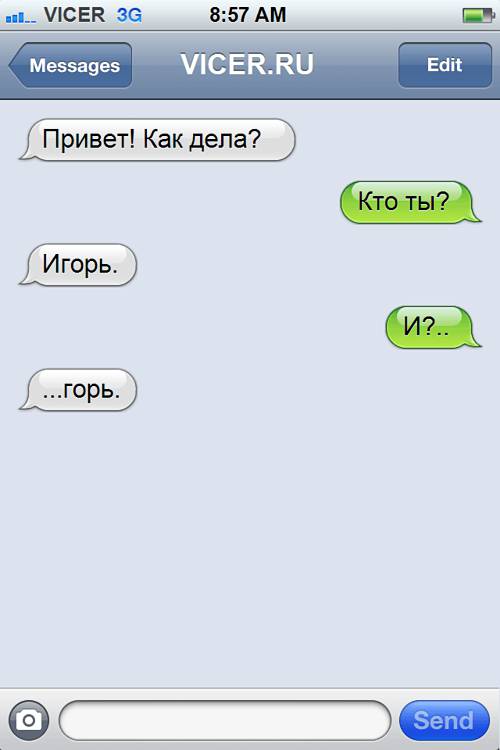 VICER 3G 8:57 AM
Messages VICER.RU Edit
Привет! Как дела?
Кто ты?
Игорь.
И?..
...горь.
Send